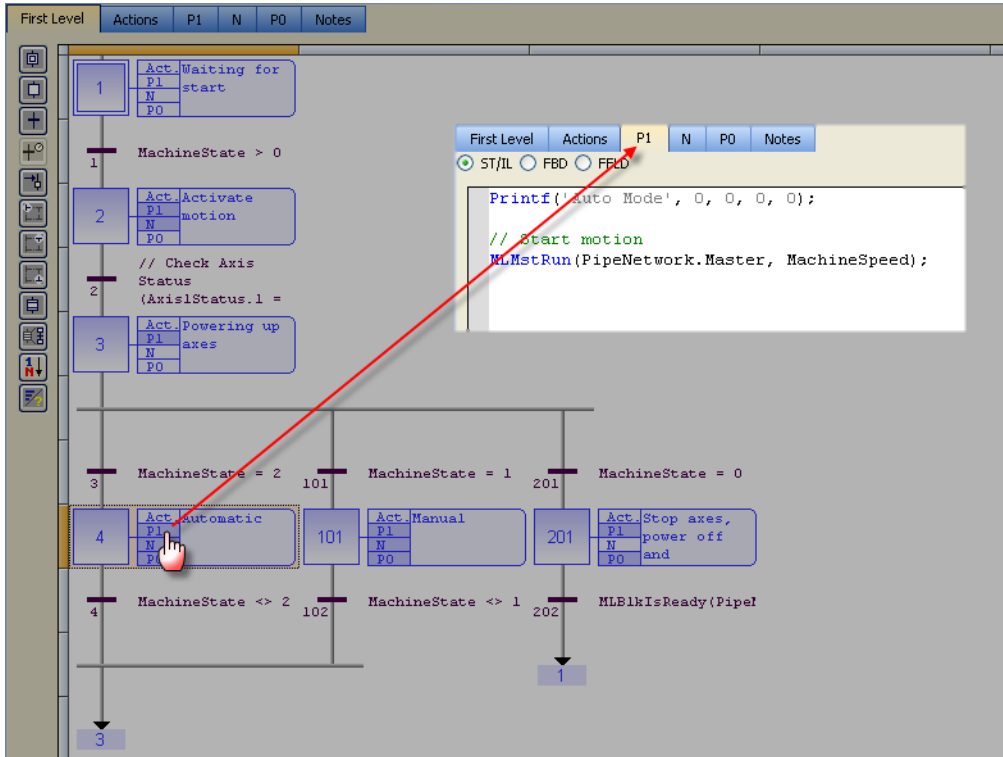 First Level Actions P1 N P0 Notes
1
Act. Waiting for
P1 start
N
P0
1 MachineState > 0
2
Act. Activate
P1 motion
N
P0
// Check Axis
2 Status
(Axis1Status.1 =
3
Act. Powering up
P1 axes
N
P0
First Level Actions P1 N P0 Notes
ST/IL FBD FFLD
Printf('Auto Mode', 0, 0, 0, 0);
// Start motion
MLMstRun(PipeNetwork.Master, MachineSpeed);
3 MachineState = 2
101 MachineState = 1
201 MachineState = 0
4
Act. Automatic
P1
N
P0
101
Act. Manual
P1
N
P0
201
Act. Stop axes,
P1 power off
N and
P0
4 MachineState <> 2
102 MachineState <> 1
202 MLBlkIsReady(PipeN
1
3